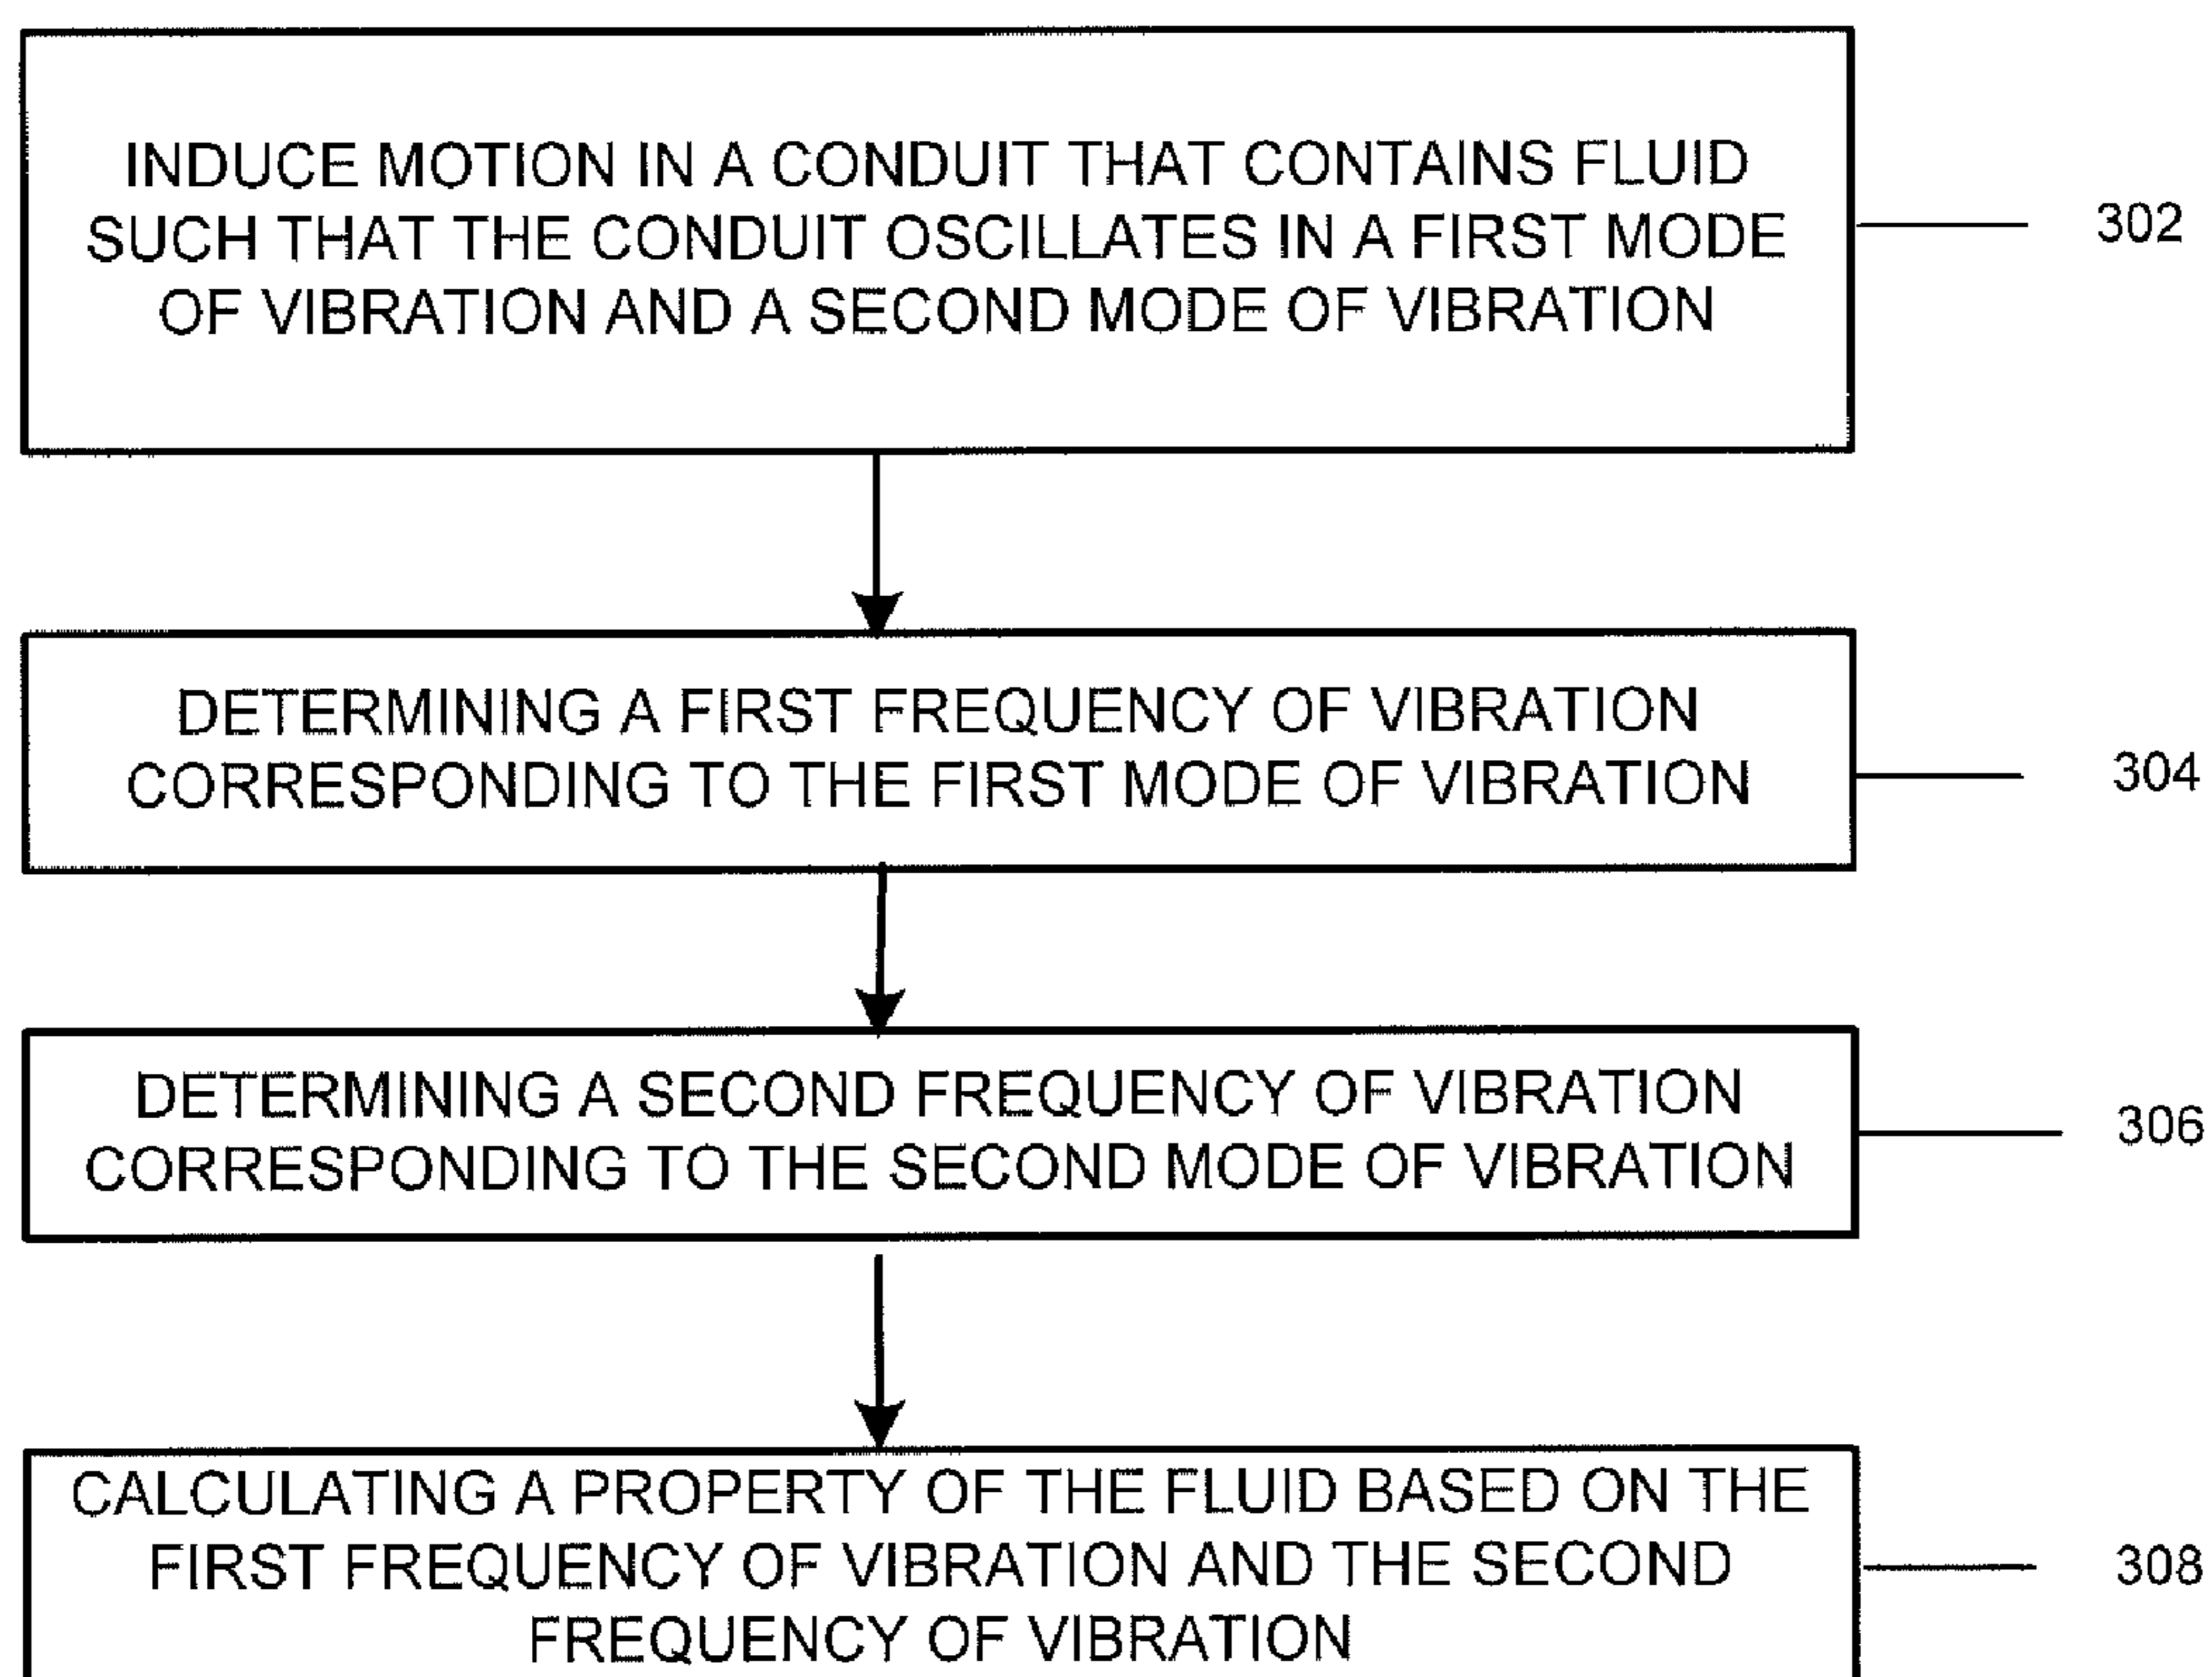 INDUCE MOTION IN A CONDUIT THAT CONTAINS FLUID
SUCH THAT THE CONDUIT OSCILLATES IN A FIRST MODE
OF VIBRATION AND A SECOND MODE OF VIBRATION
302
DETERMINING A FIRST FREQUENCY OF VIBRATION
CORRESPONDING TO THE FIRST MODE OF VIBRATION
304
DETERMINING A SECOND FREQUENCY OF VIBRATION
CORRESPONDING TO THE SECOND MODE OF VIBRATION
306
CALCULATING A PROPERTY OF THE FLUID BASED ON THE
FIRST FREQUENCY OF VIBRATION AND THE SECOND
FREQUENCY OF VIBRATION
308